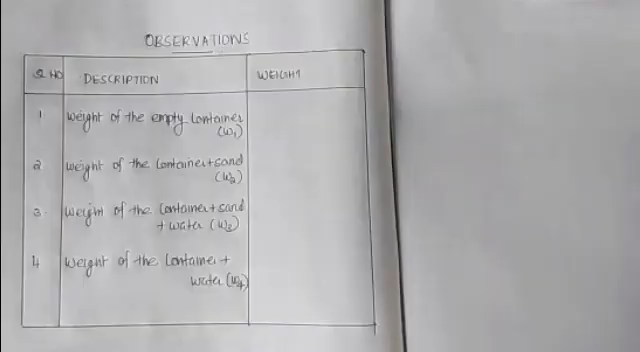 OBSERVATIONS
S.NO DESCRIPTION WEIGHT
1 Weight of the empty container
(W1)
2 Weight of the container+sand
(W2)
3. Weight of the container+sand
+ water (W3)
4 Weight of the container+
water (W4)